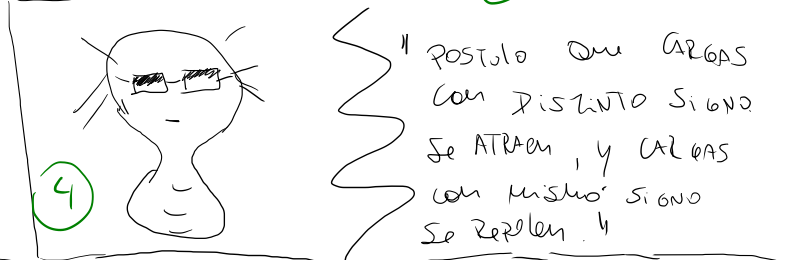 4
" POSTULO QUE CARGAS
CON DISTINTO SIGNO
SE ATRAEN, Y CARGAS
CON MISMO SIGNO
SE REPELEN. "